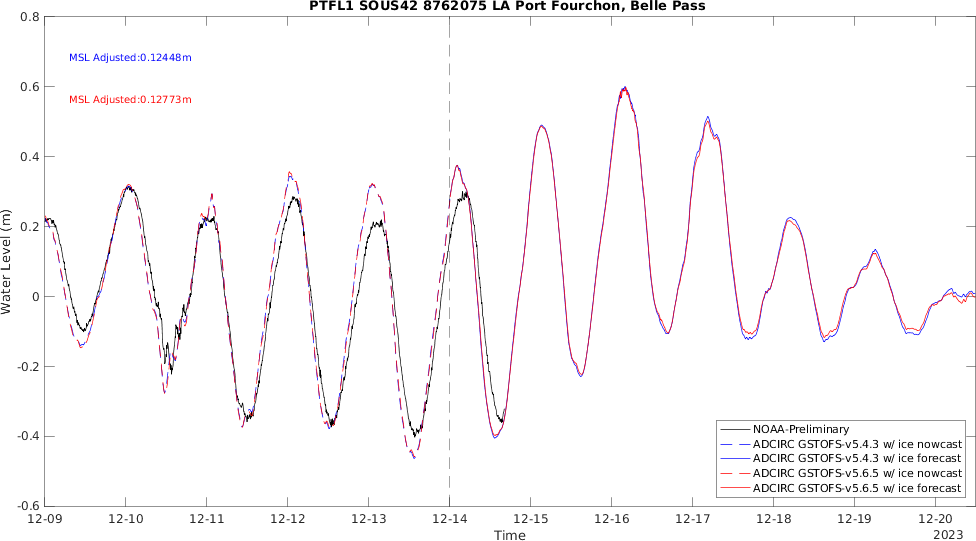 PTFL1 SOUS42 8762075 LA Port Fourchon, Belle Pass
MSL Adjusted:0.12448m
MSL Adjusted:0.12773m
Water Level (m)
0.8
0.6
0.4
0.2
0
-0.2
-0.4
-0.6
NOAA-Preliminary
ADCIRC GSTOFS-v5.4.3 w/ ice nowcast
ADCIRC GSTOFS-v5.4.3 w/ ice forecast
ADCIRC GSTOFS-v5.6.5 w/ ice nowcast
ADCIRC GSTOFS-v5.6.5 w/ ice forecast
12-09 12-10 12-11 12-12 12-13 12-14 12-15 12-16 12-17 12-18 12-19 12-20
2023
Time